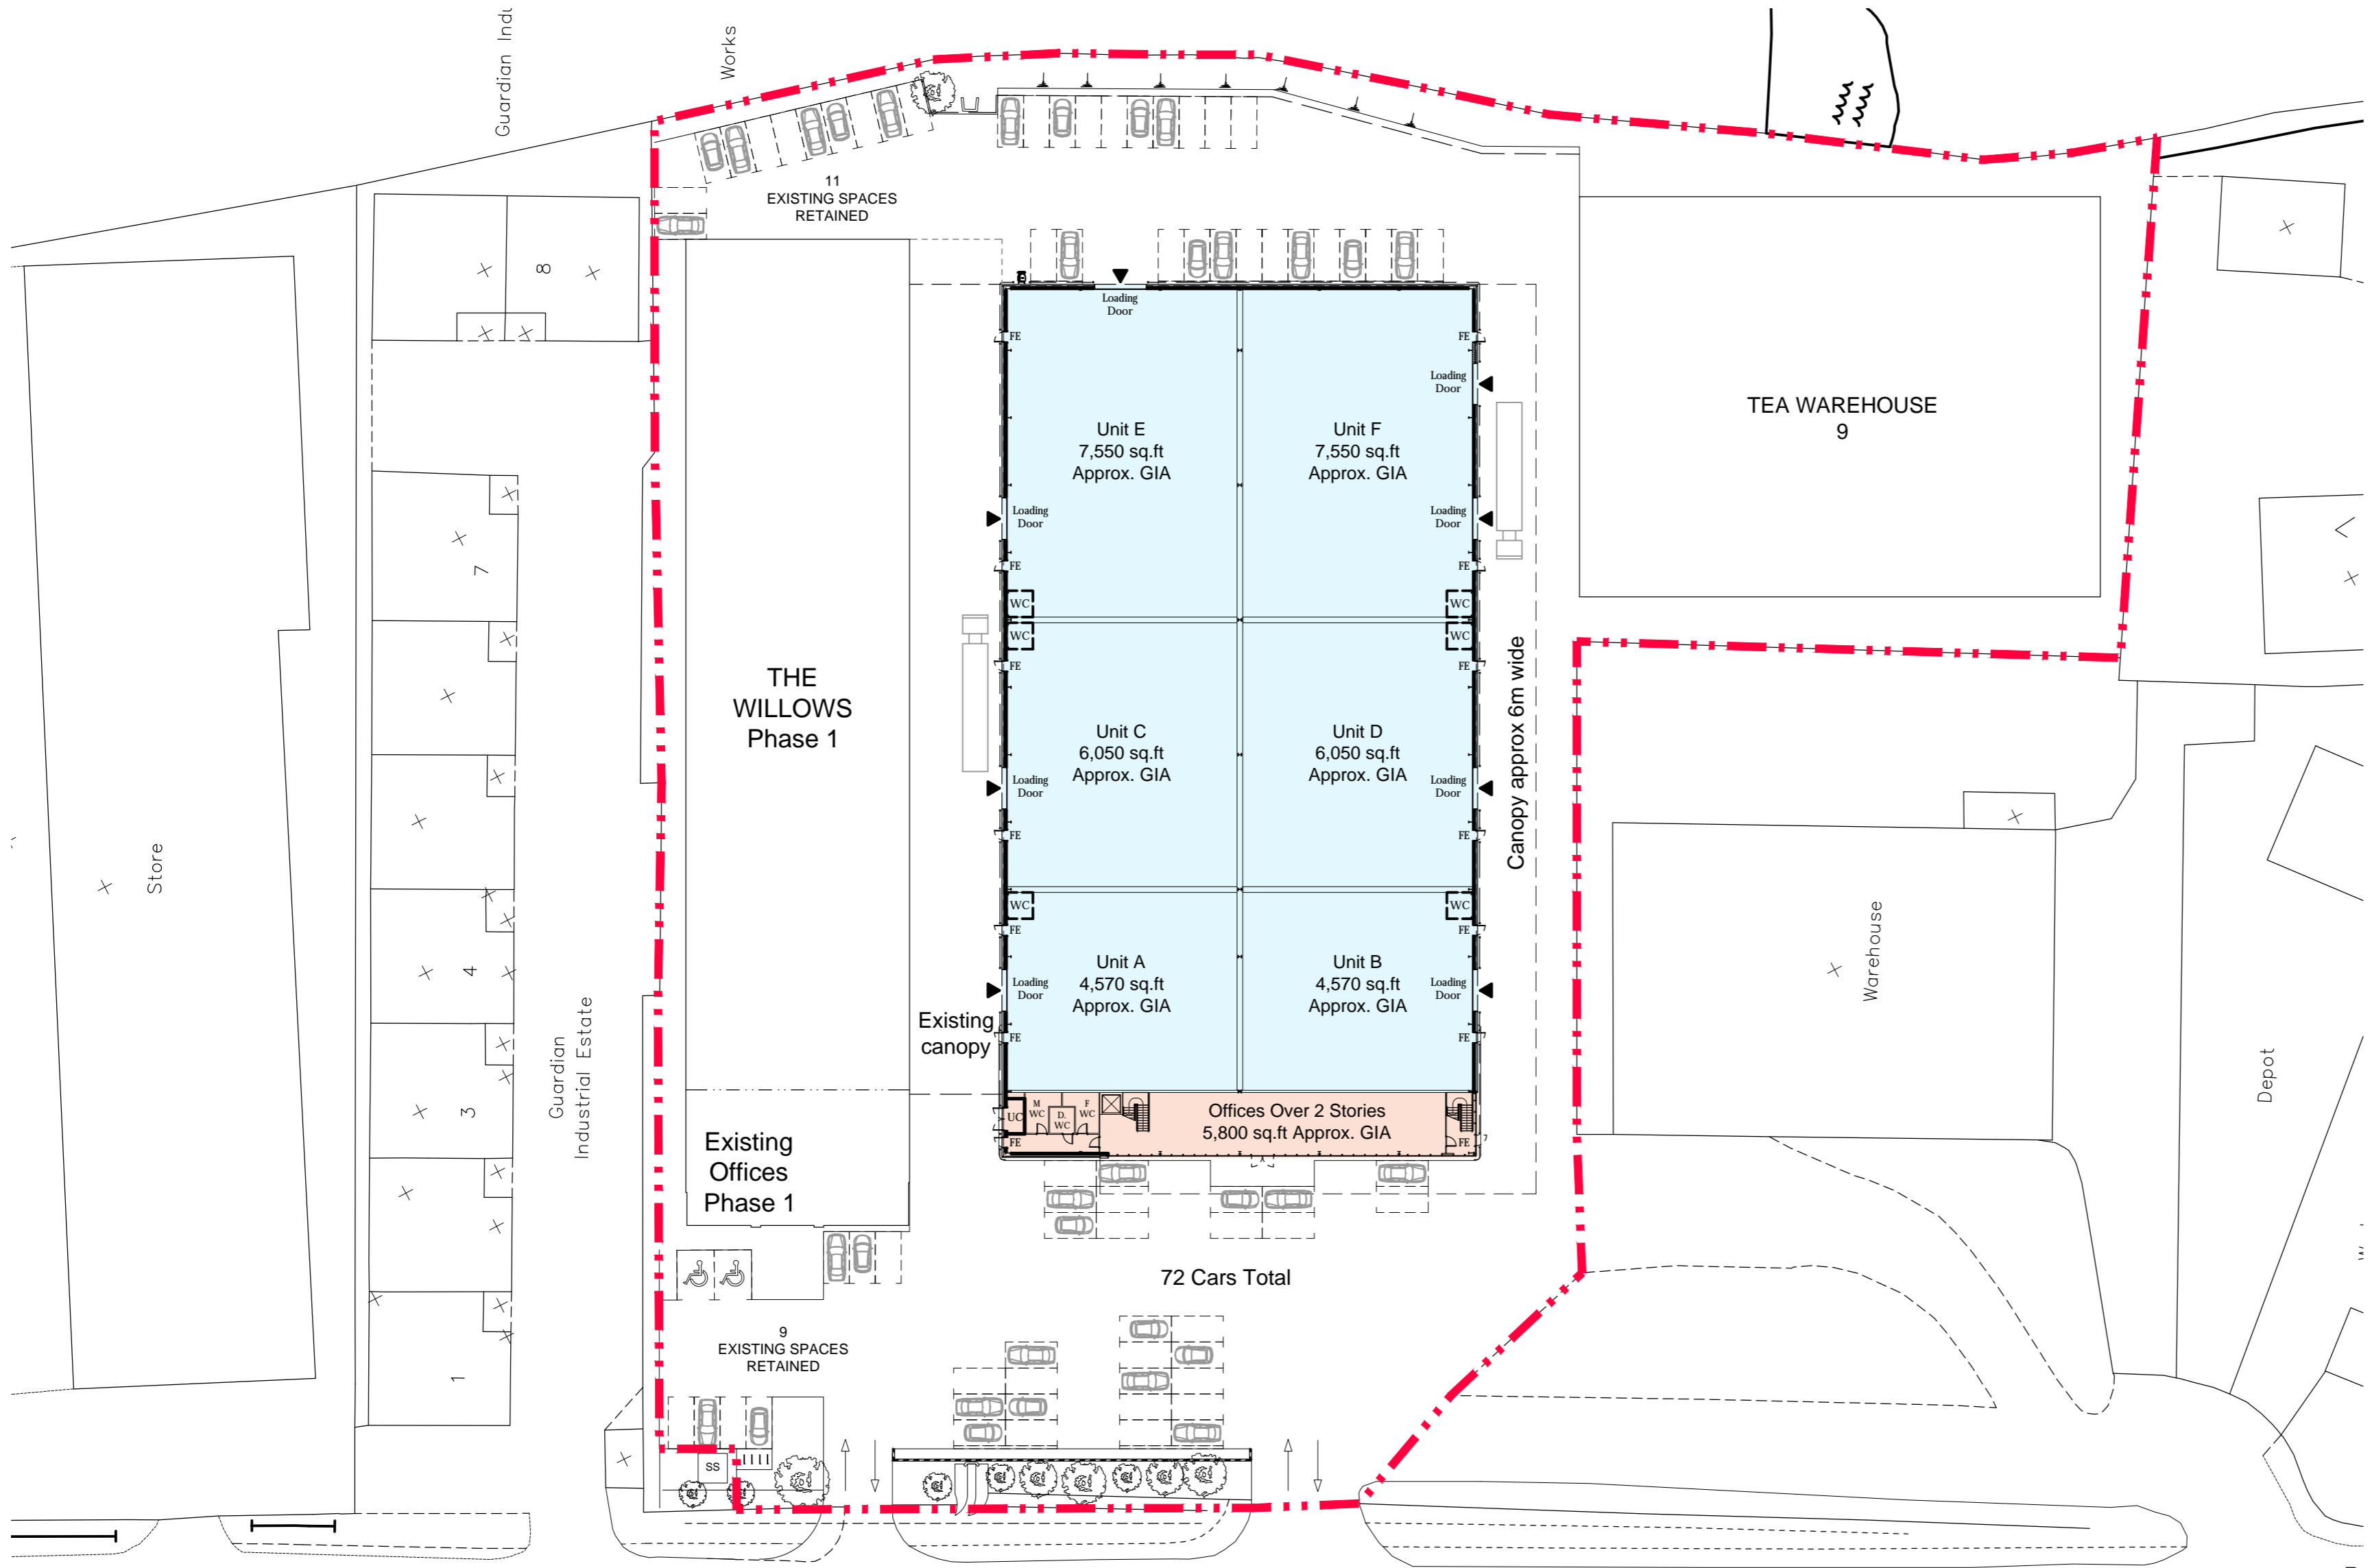 Guardian Indu
Works
11
EXISTING SPACES
RETAINED
8
Loading
Door
FE
FE
Loading
Door
TEA WAREHOUSE
9
Unit E
7,550 sq.ft
Approx. GIA
Unit F
7,550 sq.ft
Approx. GIA
Loading
Door
Loading
Door
7
FE
FE
WC
WC
WC
WC
FE
FE
THE
WILLOWS
Phase 1
Canopy approx 6m wide
Unit C
6,050 sq.ft
Approx. GIA
Unit D
6,050 sq.ft
Approx. GIA
Loading
Door
Loading
Door
FE
FE
Store
WC
WC
FE
FE
Warehouse
4
Unit A
4,570 sq.ft
Approx. GIA
Unit B
4,570 sq.ft
Approx. GIA
Loading
Door
Loading
Door
Existing
canopy
FE
FE
Guardian
Industrial Estate
Depot
3
UC
M
WC
D.
WC
F
WC
FE
Offices Over 2 Stories
5,800 sq.ft Approx. GIA
FE
Existing
Offices
Phase 1
72 Cars Total
9
EXISTING SPACES
RETAINED
1
SS